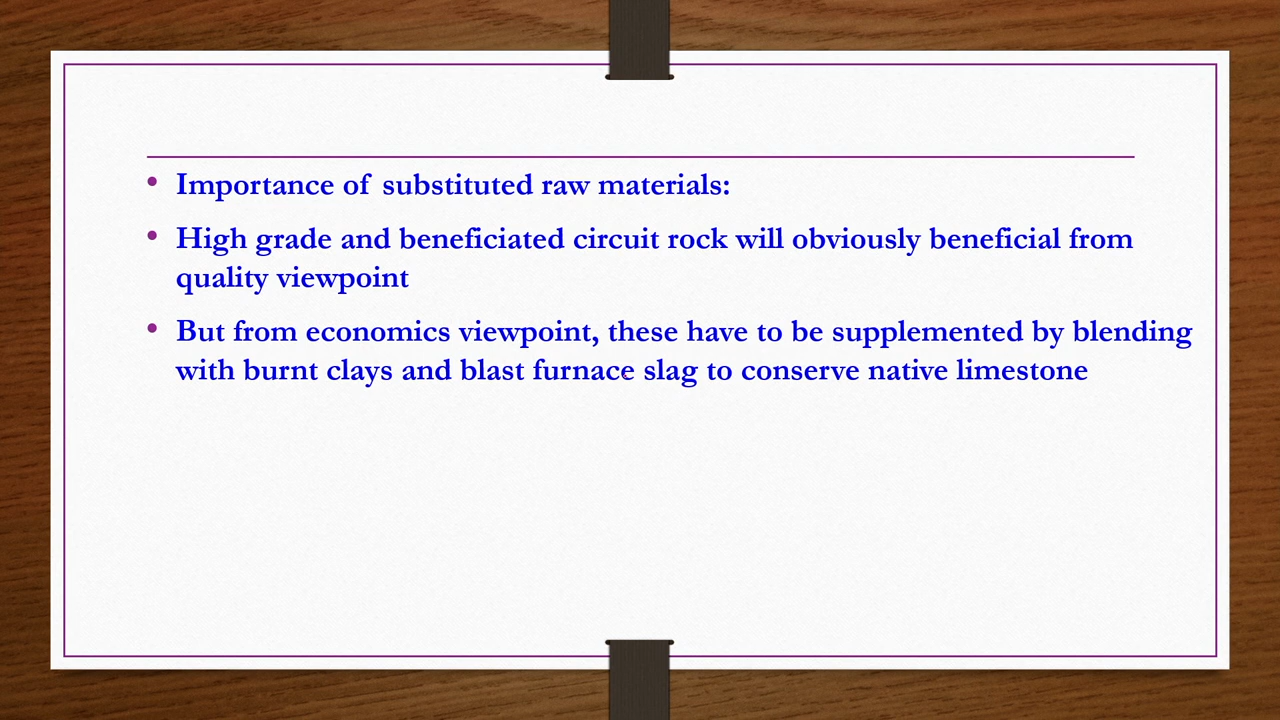 • Importance of substituted raw materials:
• High grade and beneficiated circuit rock will obviously beneficial from
quality viewpoint
• But from economics viewpoint, these have to be supplemented by blending
with burnt clays and blast furnace slag to conserve native limestone